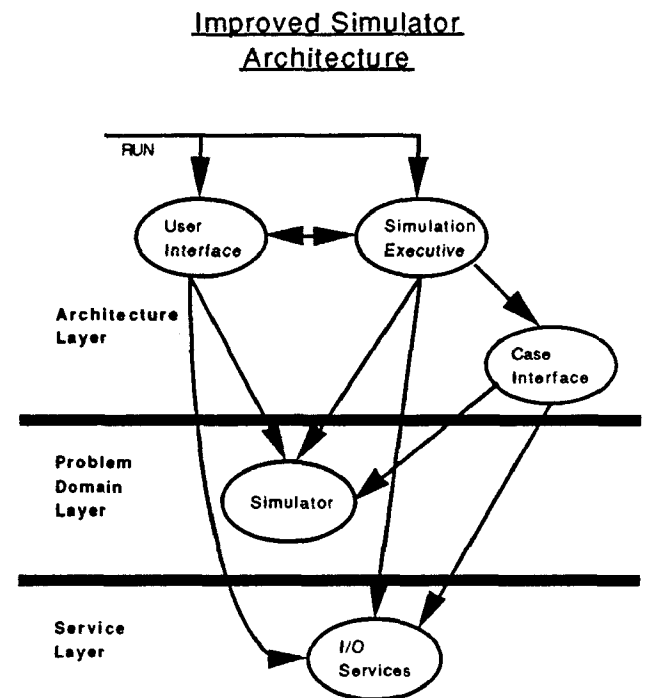 Improved Simulator
Architecture
RUN
User
Interface
Simulation
Executive
Architecture
Layer
Case
Interface
Problem
Domain
Layer
Simulator
Service
Layer
I/O
Services